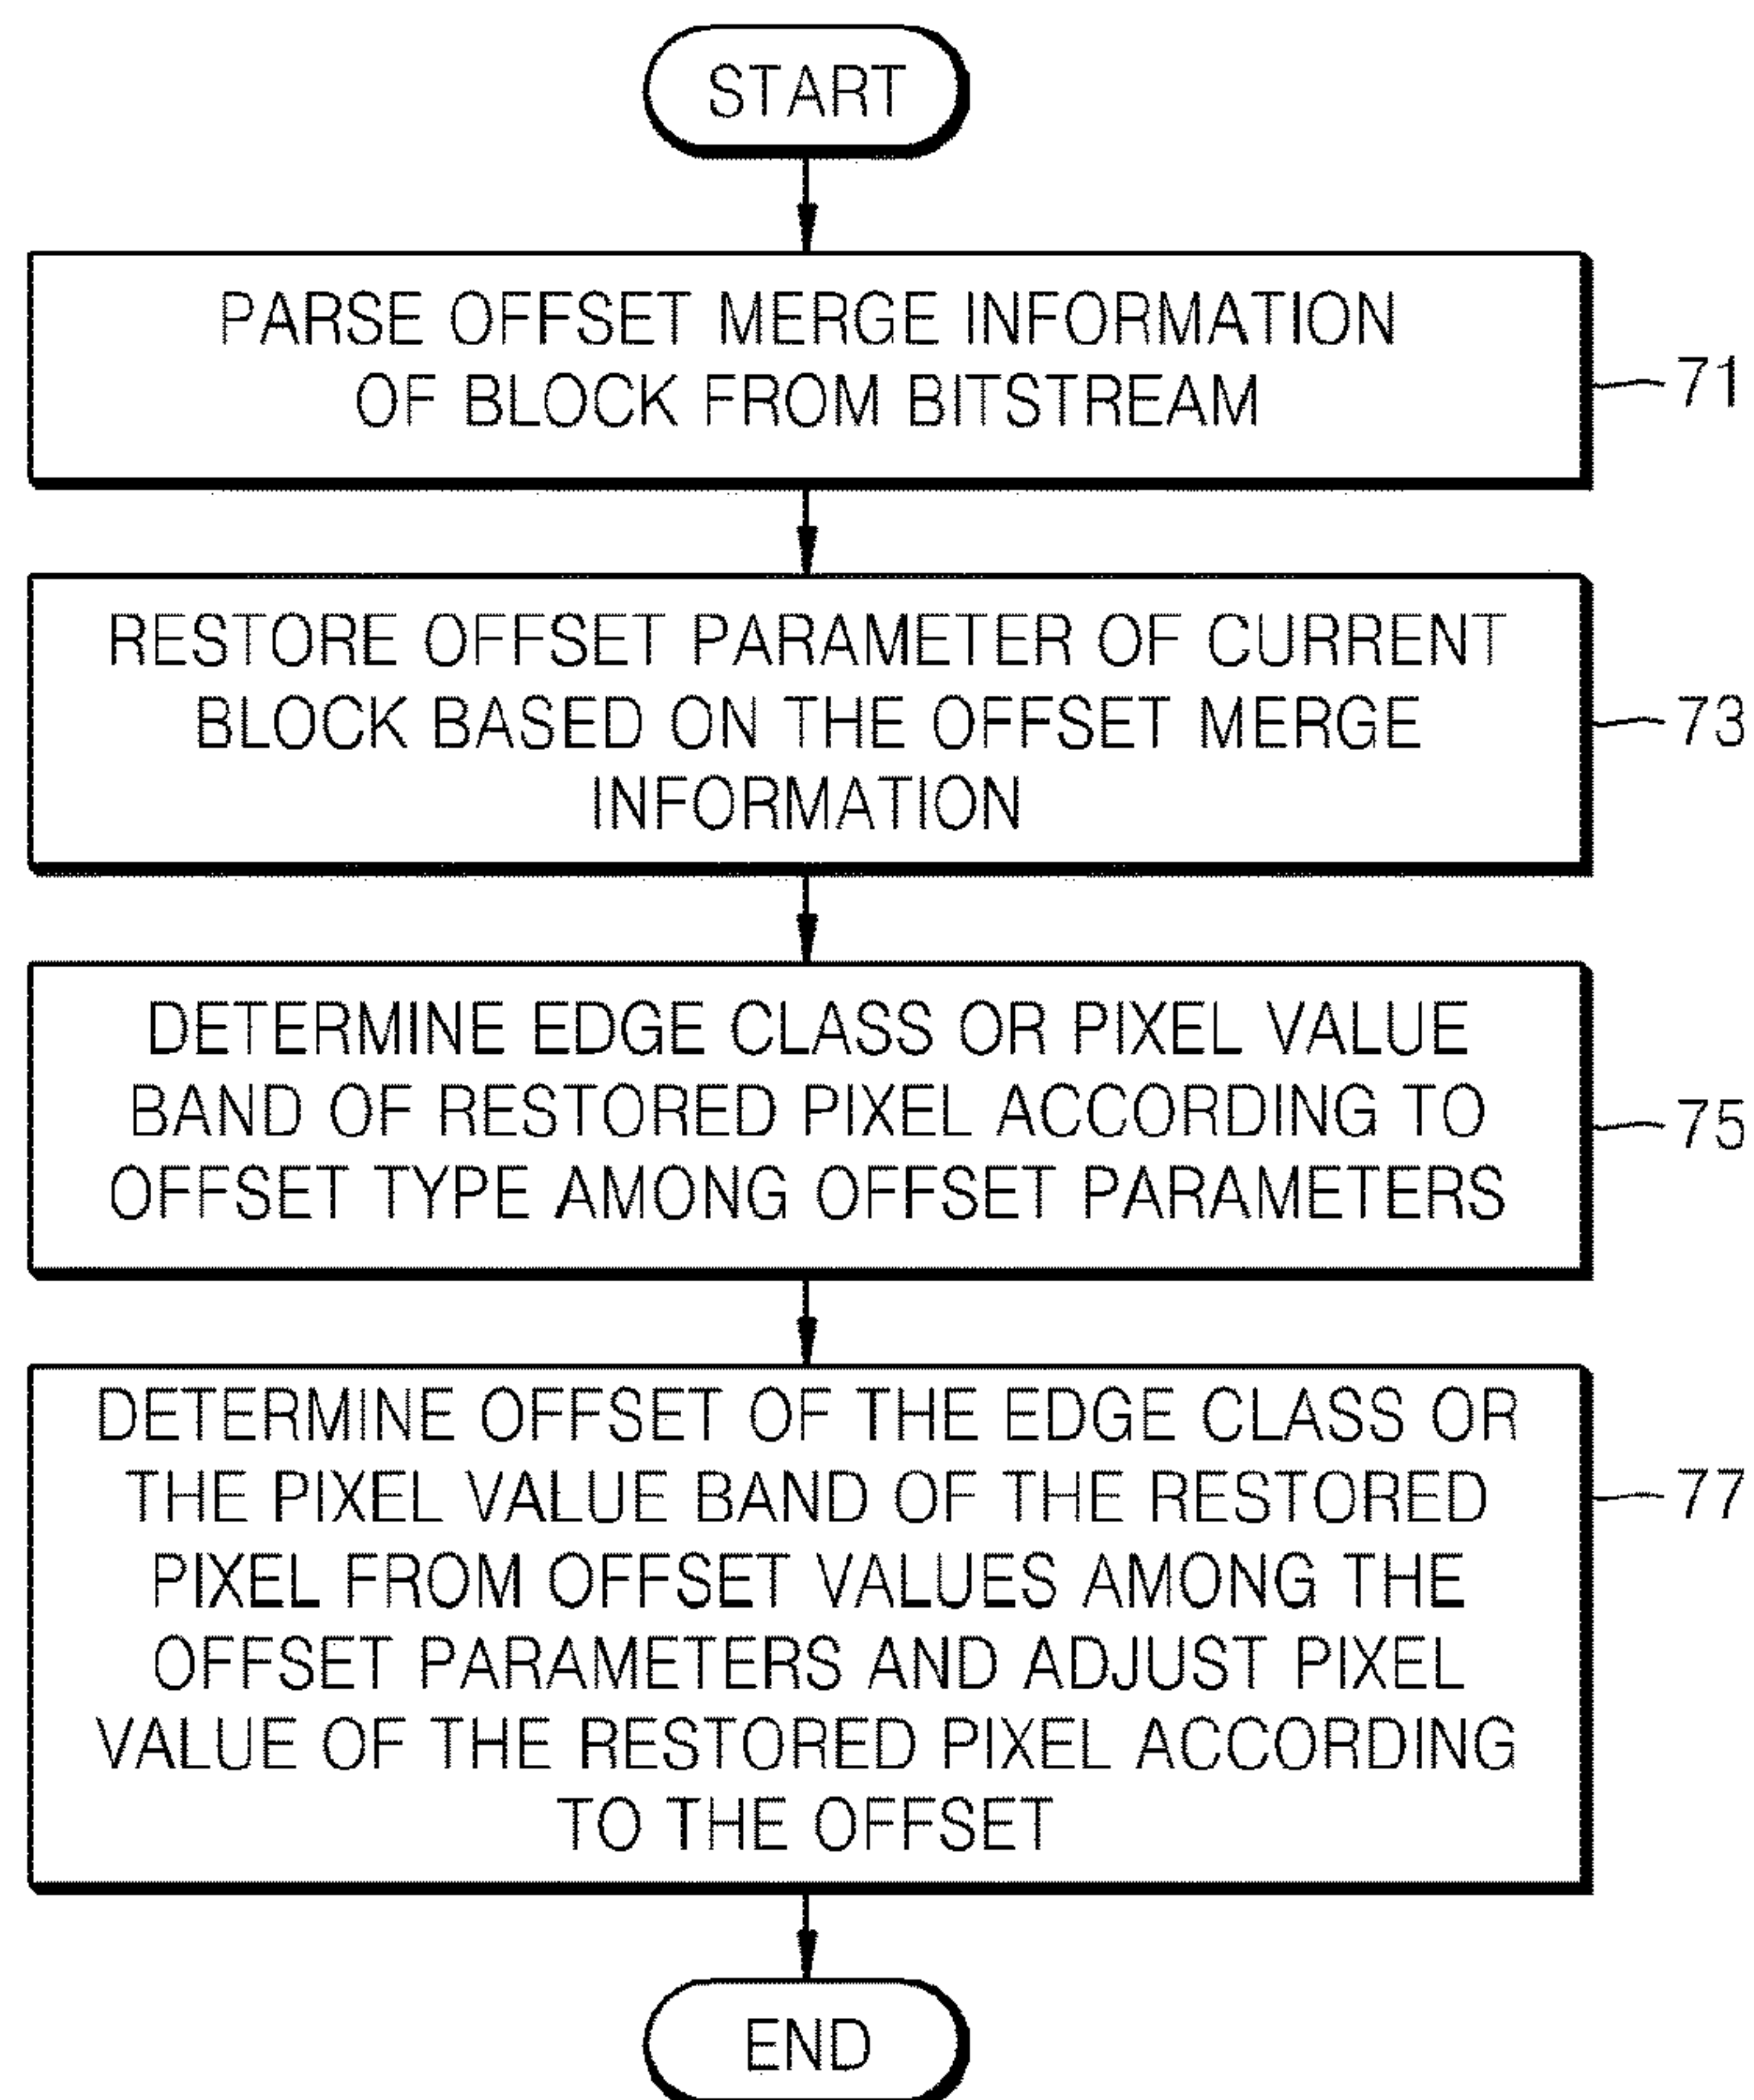 START
PARSE OFFSET MERGE INFORMATION
OF BLOCK FROM BITSTREAM
71
RESTORE OFFSET PARAMETER OF CURRENT
BLOCK BASED ON THE OFFSET MERGE
INFORMATION
73
DETERMINE EDGE CLASS OR PIXEL VALUE
BAND OF RESTORED PIXEL ACCORDING TO
OFFSET TYPE AMONG OFFSET PARAMETERS
75
DETERMINE OFFSET OF THE EDGE CLASS OR
THE PIXEL VALUE BAND OF THE RESTORED
PIXEL FROM OFFSET VALUES AMONG THE
OFFSET PARAMETERS AND ADJUST PIXEL
VALUE OF THE RESTORED PIXEL ACCORDING
TO THE OFFSET
77
END